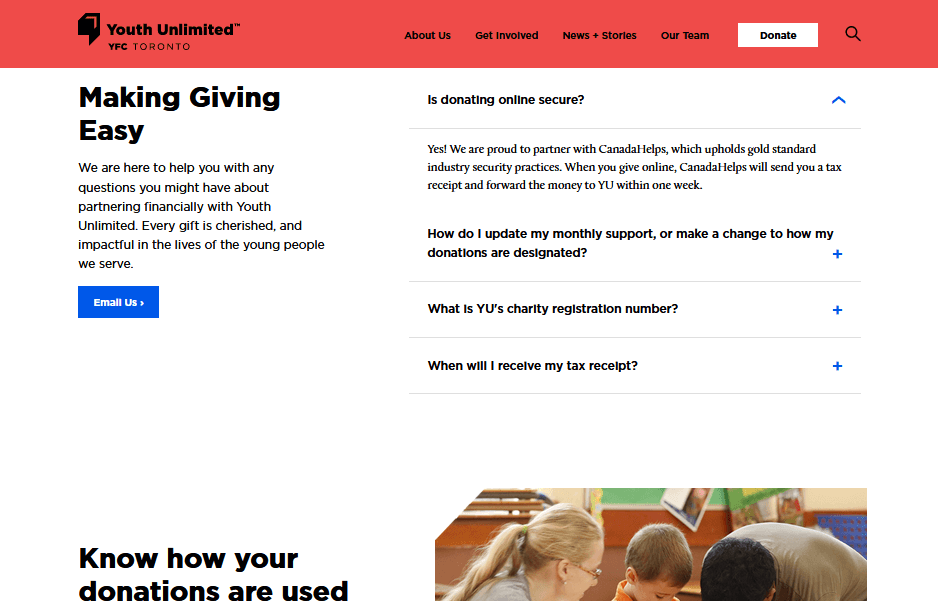 Youth Unlimited™
YFC TORONTO
About Us
Get Involved
News + Stories
Our Team
Donate
Making Giving
Easy
We are here to help you with any
questions you might have about
partnering financially with Youth
Unlimited. Every gift is cherished, and
impactful in the lives of the young people
we serve.
Email Us ›
Is donating online secure?
Yes! We are proud to partner with CanadaHelps, which upholds gold standard
industry security practices. When you give online, CanadaHelps will send you a tax
receipt and forward the money to YU within one week.
How do I update my monthly support, or make a change to how my
donations are designated?
+
What is YU's charity registration number?
+
When will I receive my tax receipt?
+
Know how your
donations are used